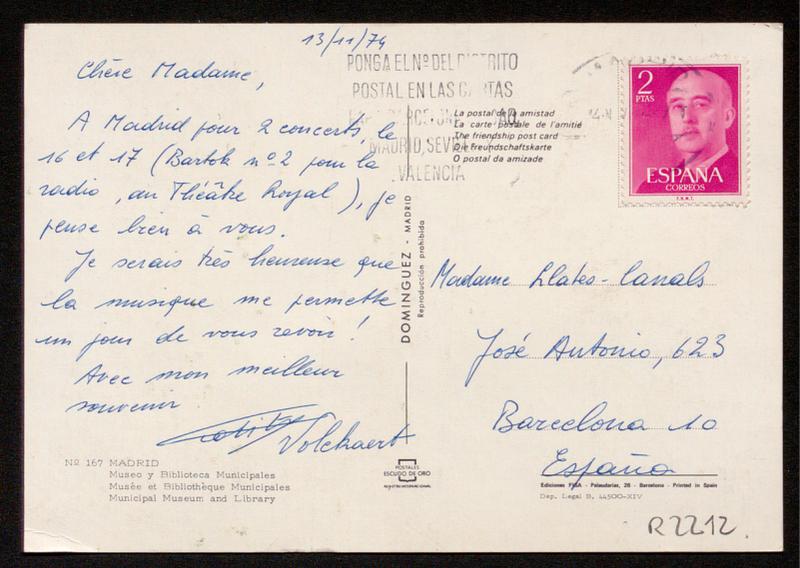 13/11/74
Chère Madame,
A Madrid pour 2 concerts, le
16 et 17 (Bartók nº 2 pour la
radio, au Théâtre Royal), je
pense bien à vous.
Je serais très heureuse que
la musique me permette
un jour de vous revoir!
Avec mon meilleur
souvenir
Volckaert
Nº 167 MADRID
Museo y Biblioteca Municipales
Musée et Bibliothèque Municipales
Municipal Museum and Library
PONGA EL Nº DEL DISTRITO
POSTAL EN LAS CARTAS
MADRID, SEVILLA
VALENCIA
La postal de la amistad
La carte postale de l'amitié
The friendship post card
Die Freundschaftskarte
O postal da amizade
DOMINGUEZ - MADRID
Reproducción prohibida
POSTALES
ESCUDO DE ORO
2
PTAS
ESPAÑA
CORREOS
F.N.M.T.
Madame Llates-Canals
José Antonio, 623
Barcelona 10
España
Ediciones FISA - Palaudarias, 26 - Barcelona - Printed in Spain
Dep. Legal B. 44500-XIV
R2212